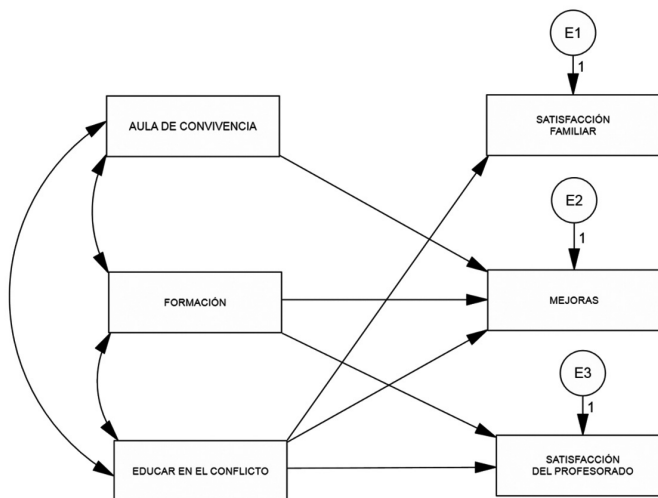 E1
1
AULA DE CONVIVENCIA
SATISFACCIÓN
FAMILIAR
E2
1
FORMACIÓN
MEJORAS
E3
1
EDUCAR EN EL CONFLICTO
SATISFACCIÓN
DEL PROFESORADO